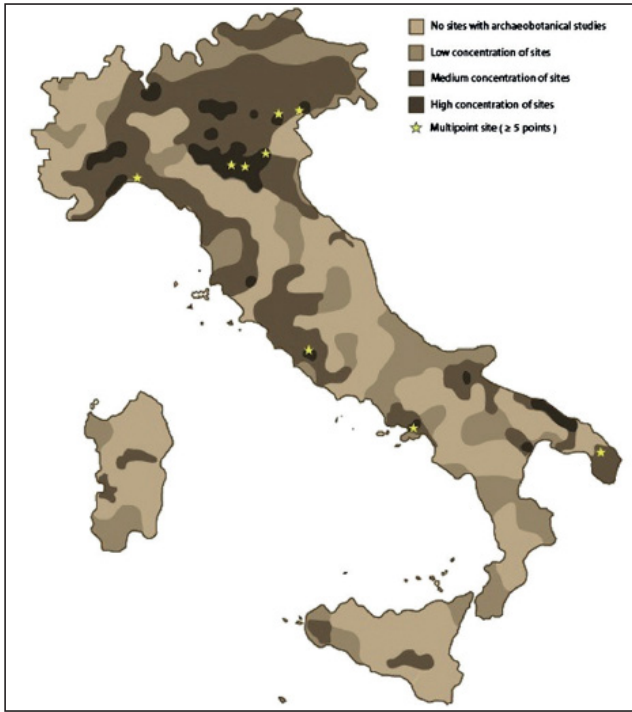 No sites with archaeobotanical studies
Low concentration of sites
Medium concentration of sites
High concentration of sites
Multipoint site ( ≥ 5 points )